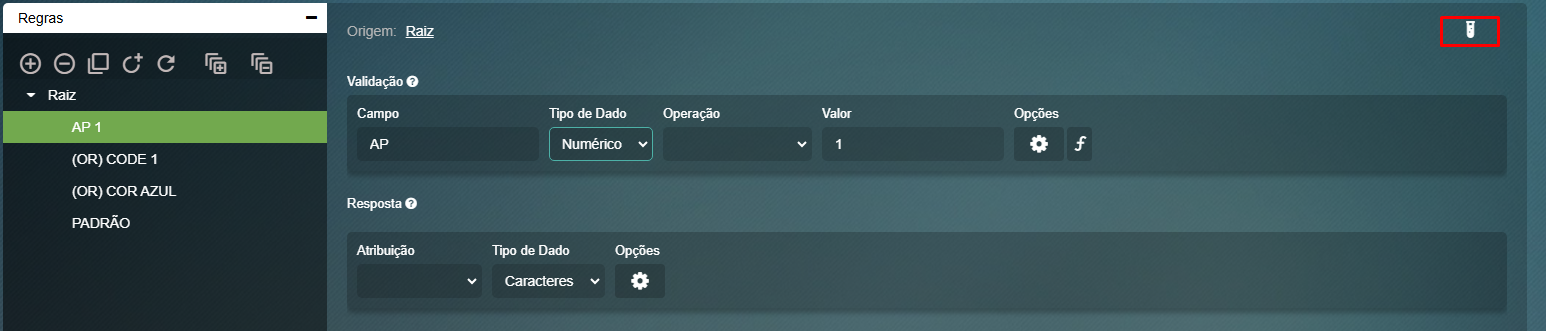 Regras
Origem: Raiz
Raiz
AP 1
(OR) CODE 1
(OR) COR AZUL
PADRÃO
Validação
Campo Tipo de Dado Operação Valor Opções
AP Numérico 1
Resposta
Atribuição Tipo de Dado Opções
Caracteres